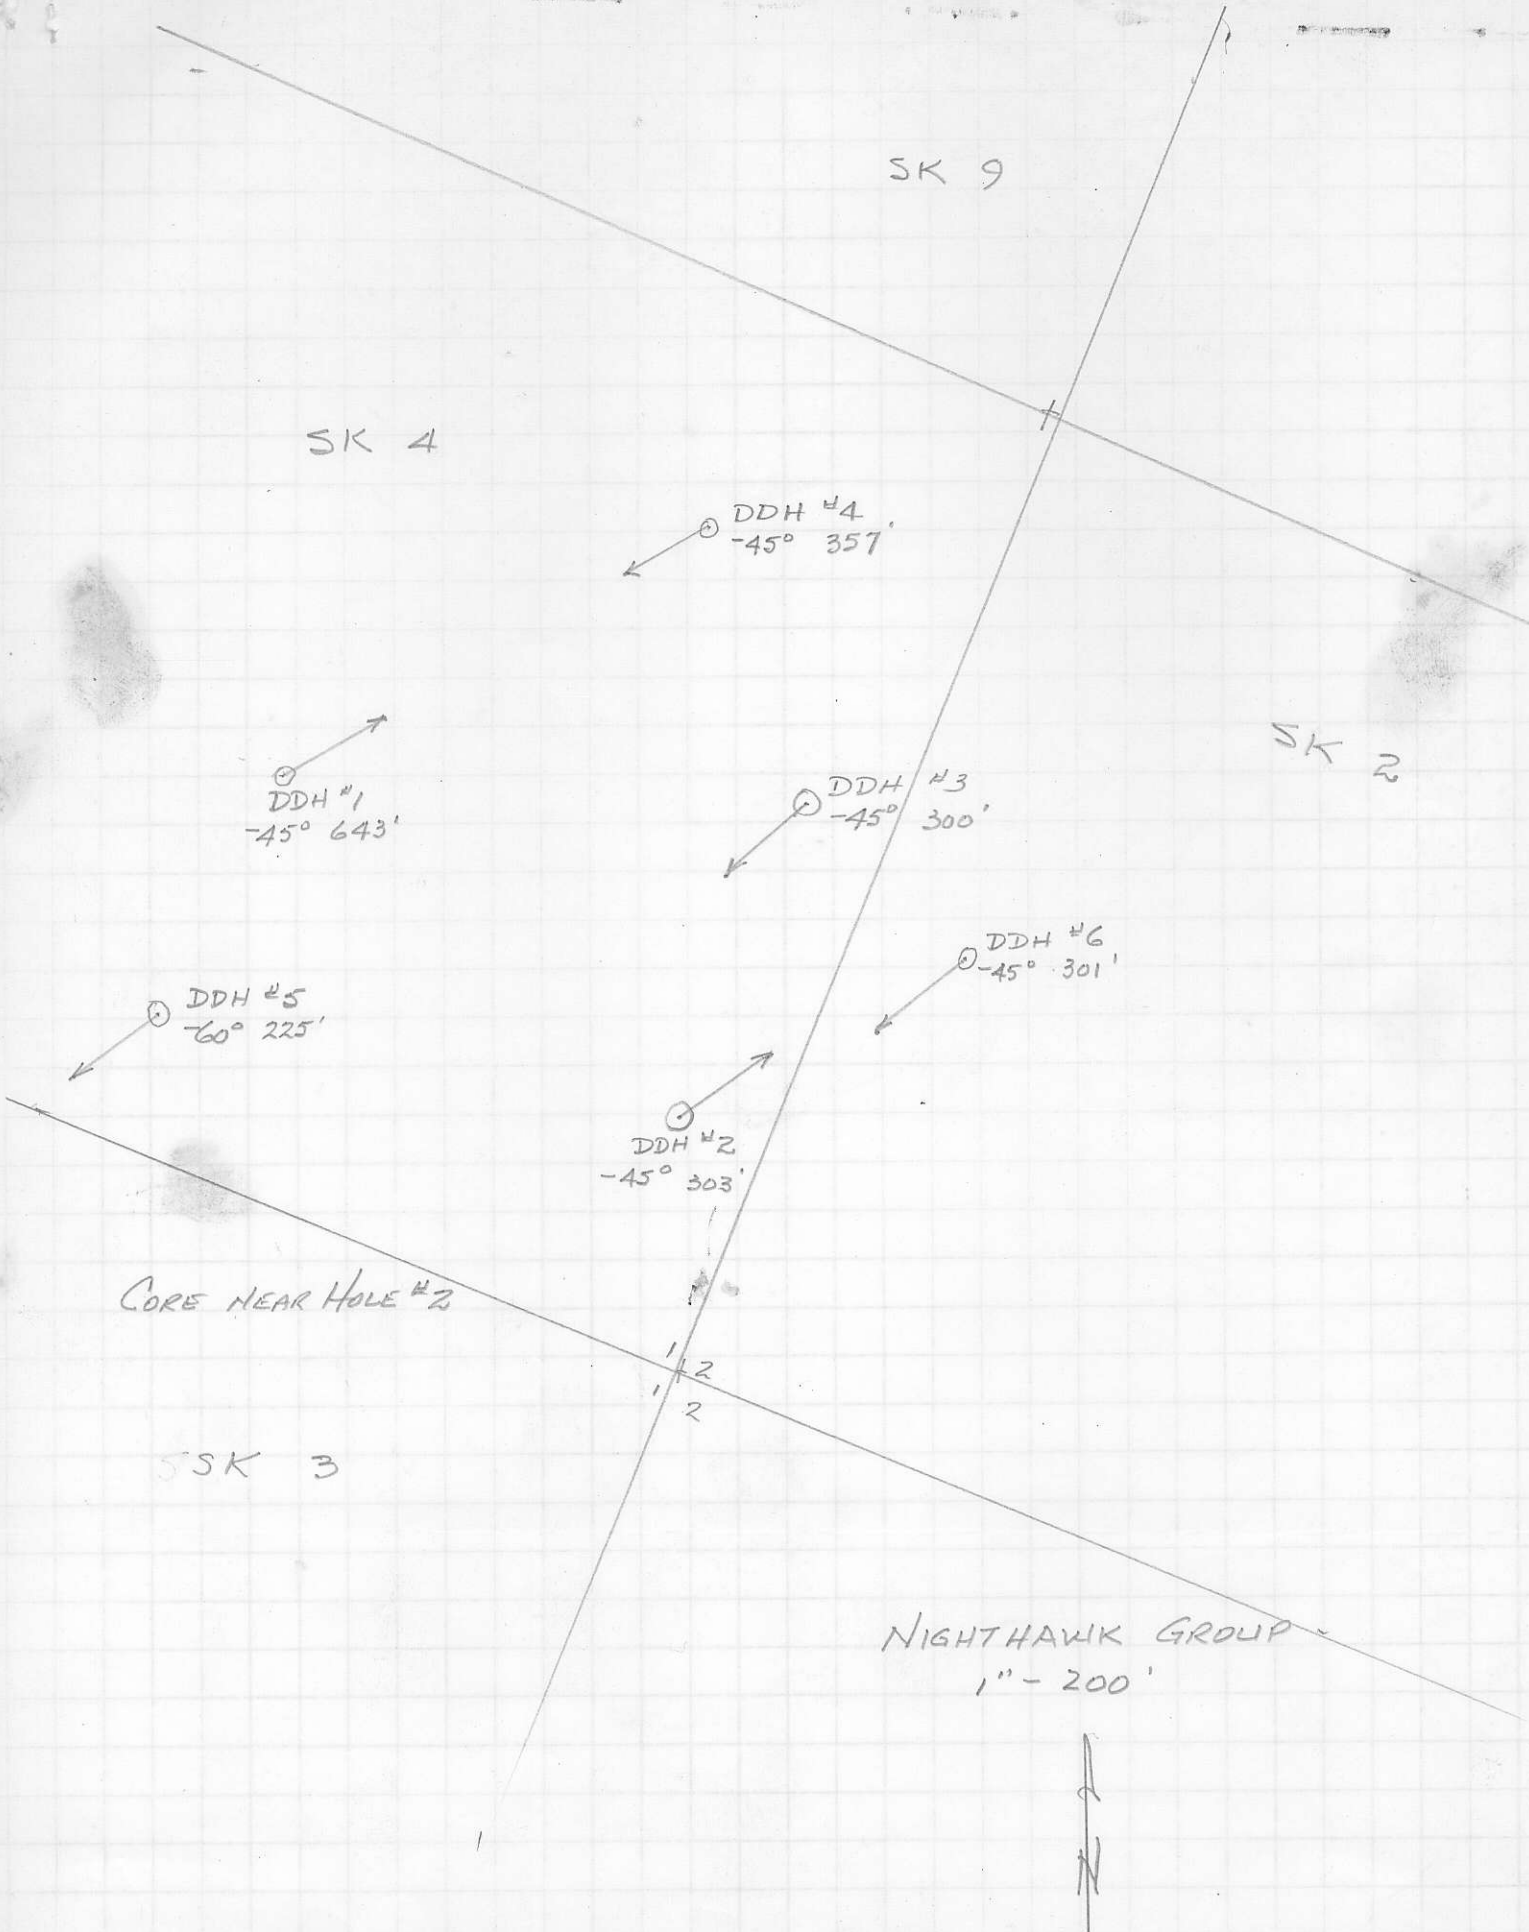 SK 9
SK 4
DDH #4
-45° 357'
SK 2
DDH #1
-45° 643'
DDH #3
-45° 300'
DDH #6
-45° 301'
DDH #5
-60° 225'
DDH #2
-45° 303'
CORE NEAR HOLE #2
1
2
1
2
SK 3
NIGHTHAWK GROUP
1" - 200'
N